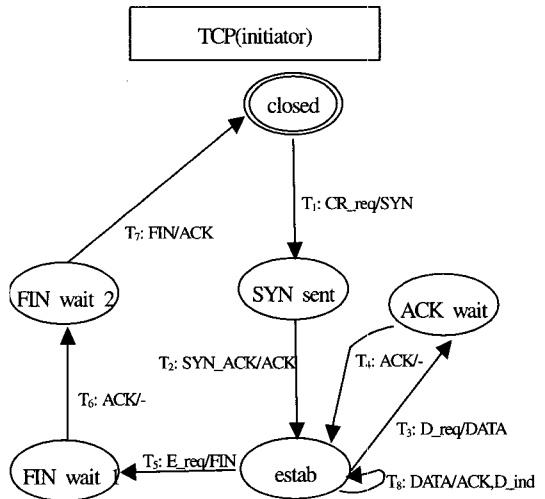 TCP(initiator)
closed
T₁: CR_req/SYN
T₇: FIN/ACK
FIN wait 2
SYN sent
ACK wait
T₂: SYN_ACK/ACK
T₄: ACK/-
T₆: ACK/-
T₃: D_req/DATA
T₅: E_req/FIN
FIN wait 1
estab
T₈: DATA/ACK,D_ind